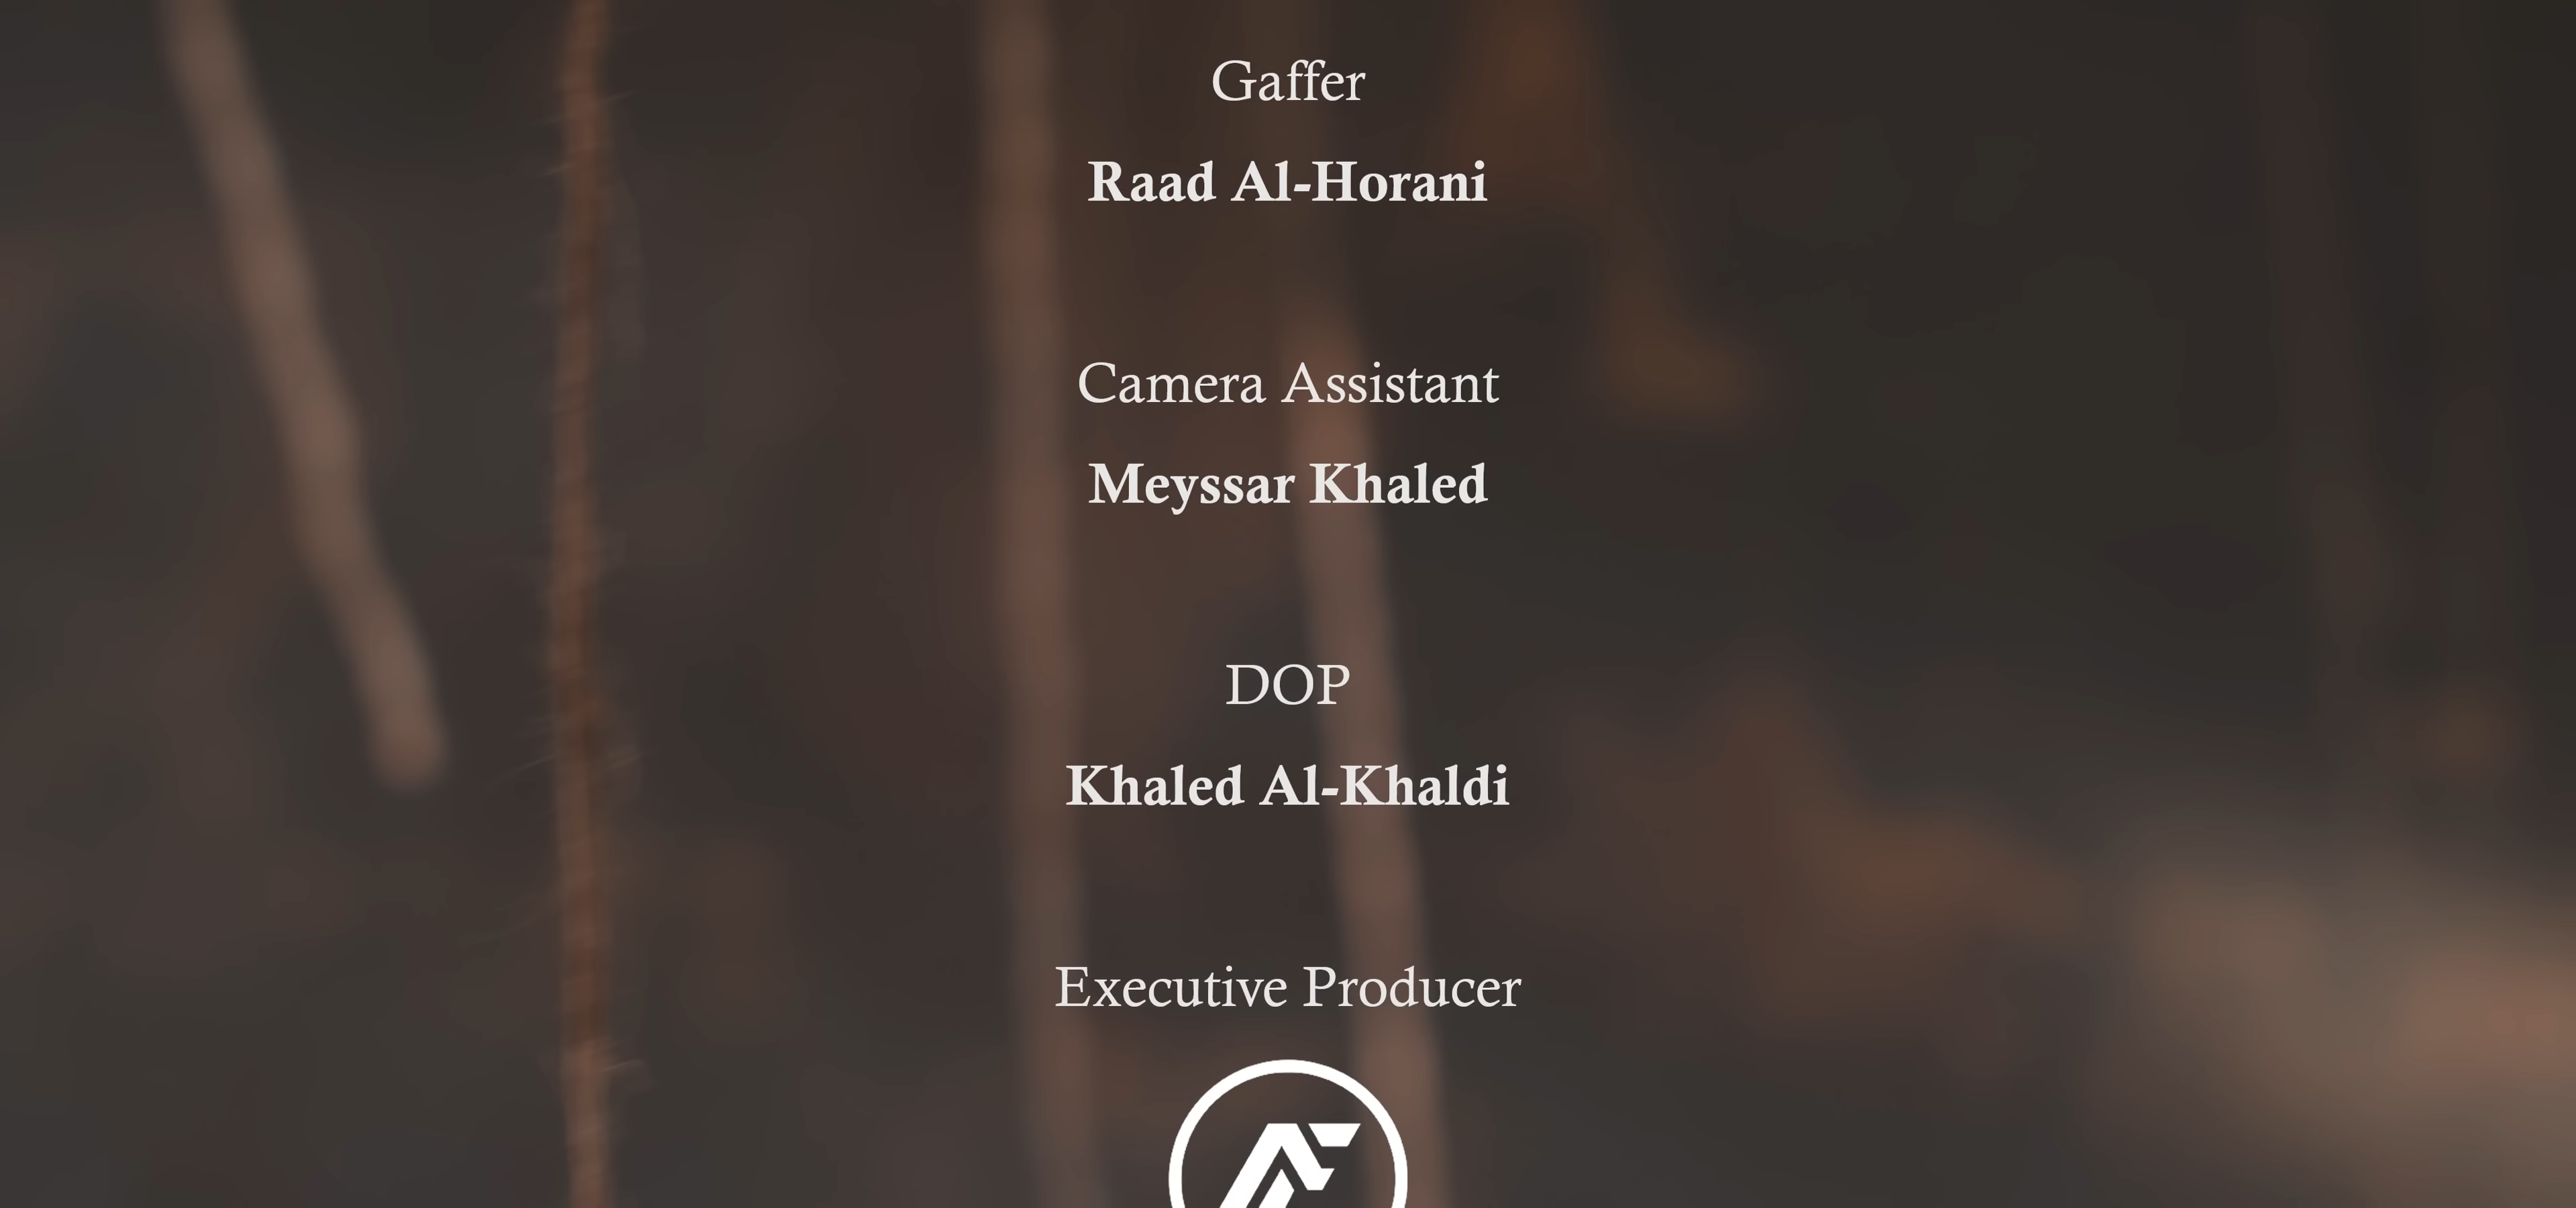 Gaffer
Raad Al-Horani
Camera Assistant
Meyssar Khaled
DOP
Khaled Al-Khaldi
Executive Producer